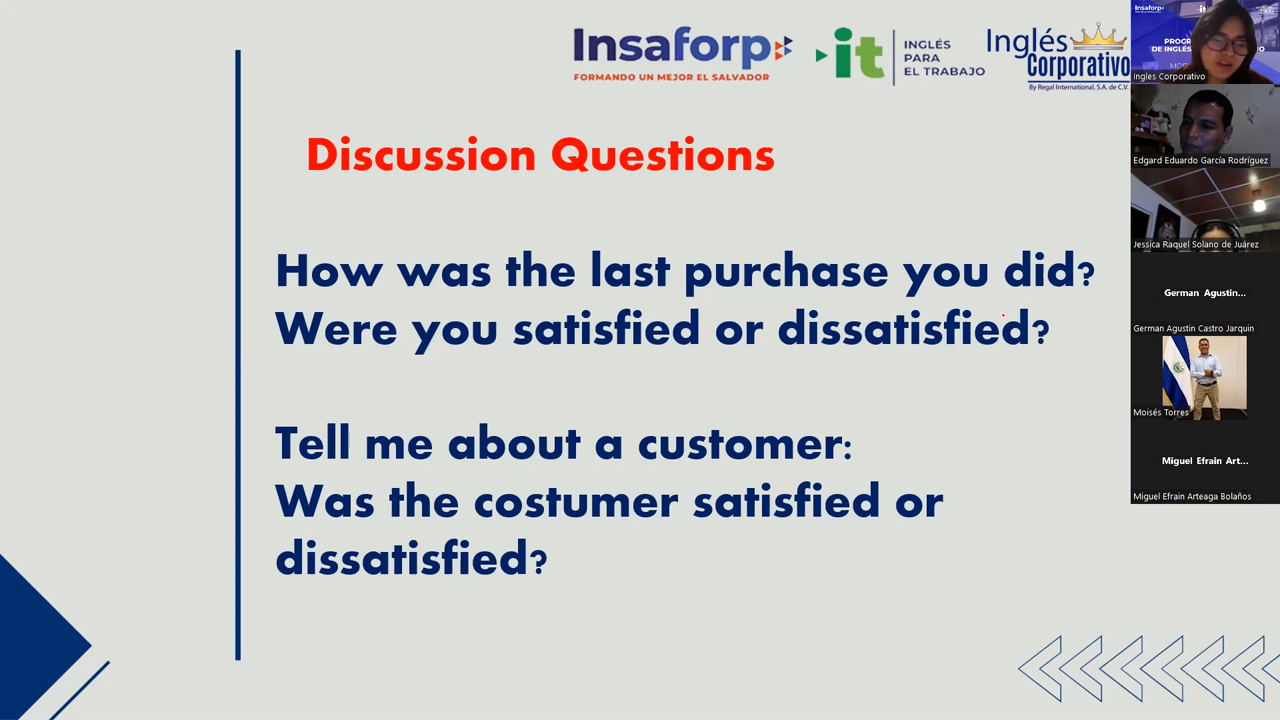 Insaforp
FORMANDO UN MEJOR EL SALVADOR
it
INGLÉS
PARA
EL TRABAJO
Inglés
Corporativo
By Regal International, S.A. de C.V.
Discussion Questions
How was the last purchase you did?
Were you satisfied or dissatisfied?
Tell me about a customer:
Was the costumer satisfied or
dissatisfied?
Insaforp
Ingles Corporativo
Edgard Eduardo García Rodríguez
Jessica Raquel Solano de Juárez
German Agustin...
German Agustin Castro Jarquin
Moisés Torres
Miguel Efrain Art...
Miguel Efrain Arteaga Bolaños